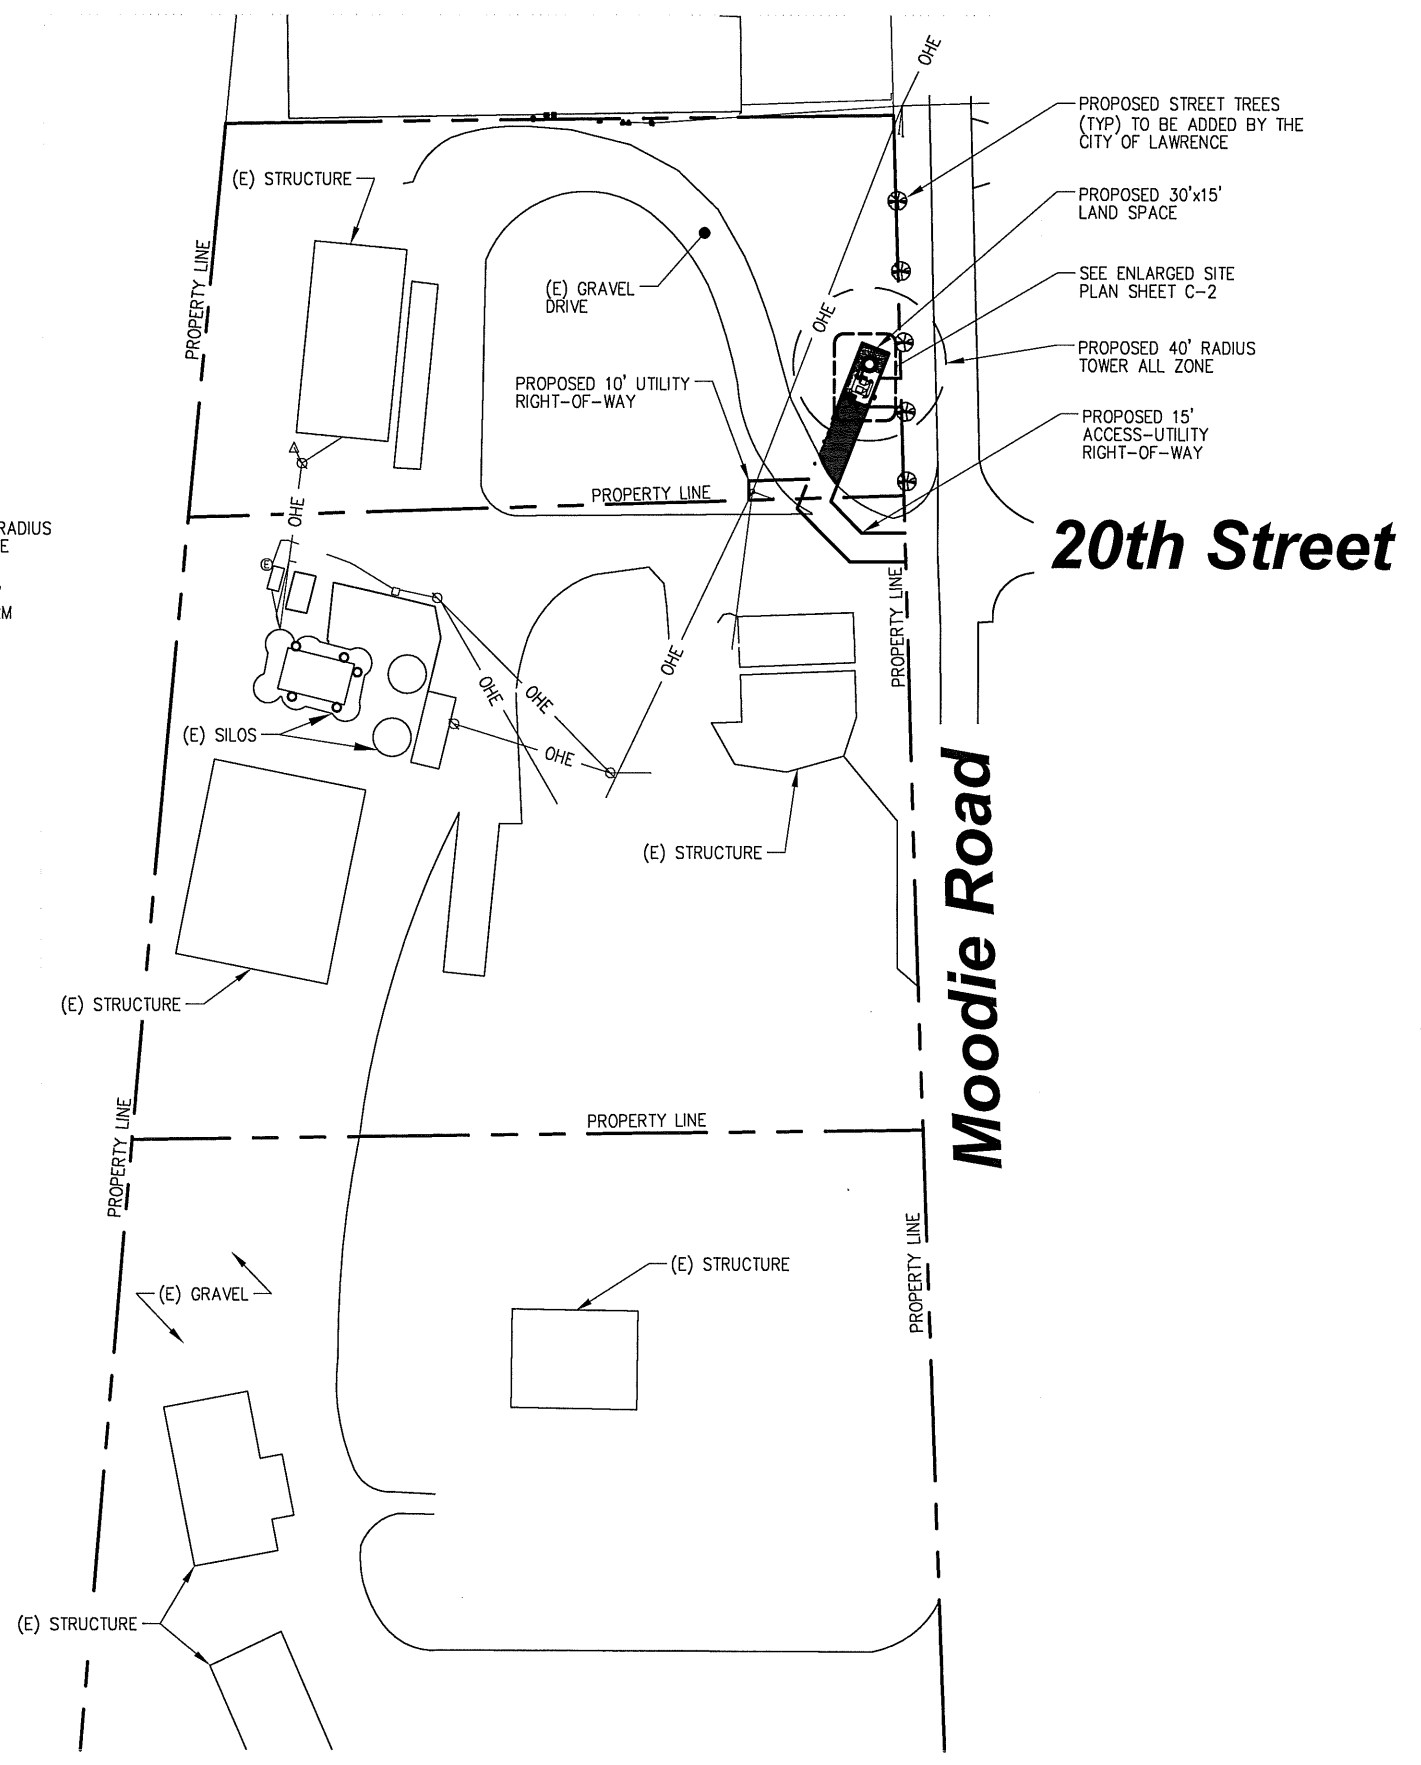 OHE
PROPOSED STREET TREES
(TYP) TO BE ADDED BY THE
CITY OF LAWRENCE
(E) STRUCTURE
PROPOSED 30'x15'
LAND SPACE
PROPERTY LINE
(E) GRAVEL
DRIVE
SEE ENLARGED SITE
PLAN SHEET C-2
OHE
PROPOSED 40' RADIUS
TOWER ALL ZONE
PROPOSED 10' UTILITY
RIGHT-OF-WAY
PROPOSED 15'
ACCESS-UTILITY
RIGHT-OF-WAY
PROPERTY LINE
OHE
RADIUS
E
20th Street
E
M
PROPERTY LINE
OHE
OHE
OHE
(E) SILOS
OHE
(E) STRUCTURE
Moodie Road
(E) STRUCTURE
PROPERTY LINE
PROPERTY LINE
PROPERTY LINE
(E) STRUCTURE
(E) GRAVEL
(E) STRUCTURE